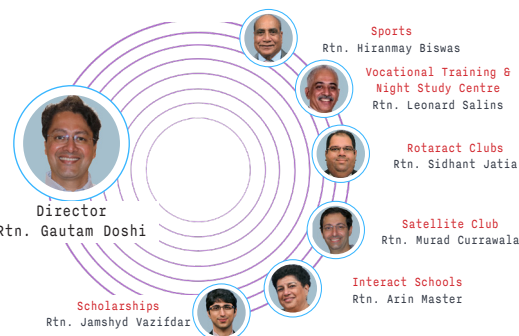 Sports
Rtn. Hiranmay Biswas
Vocational Training &
Night Study Centre
Rtn. Leonard Salins
Rotaract Clubs
Rtn. Sidhant Jatia
Director
Rtn. Gautam Doshi
Satellite Club
Rtn. Murad Currawala
Interact Schools
Rtn. Arin Master
Scholarships
Rtn. Jamshyd Vazifdar